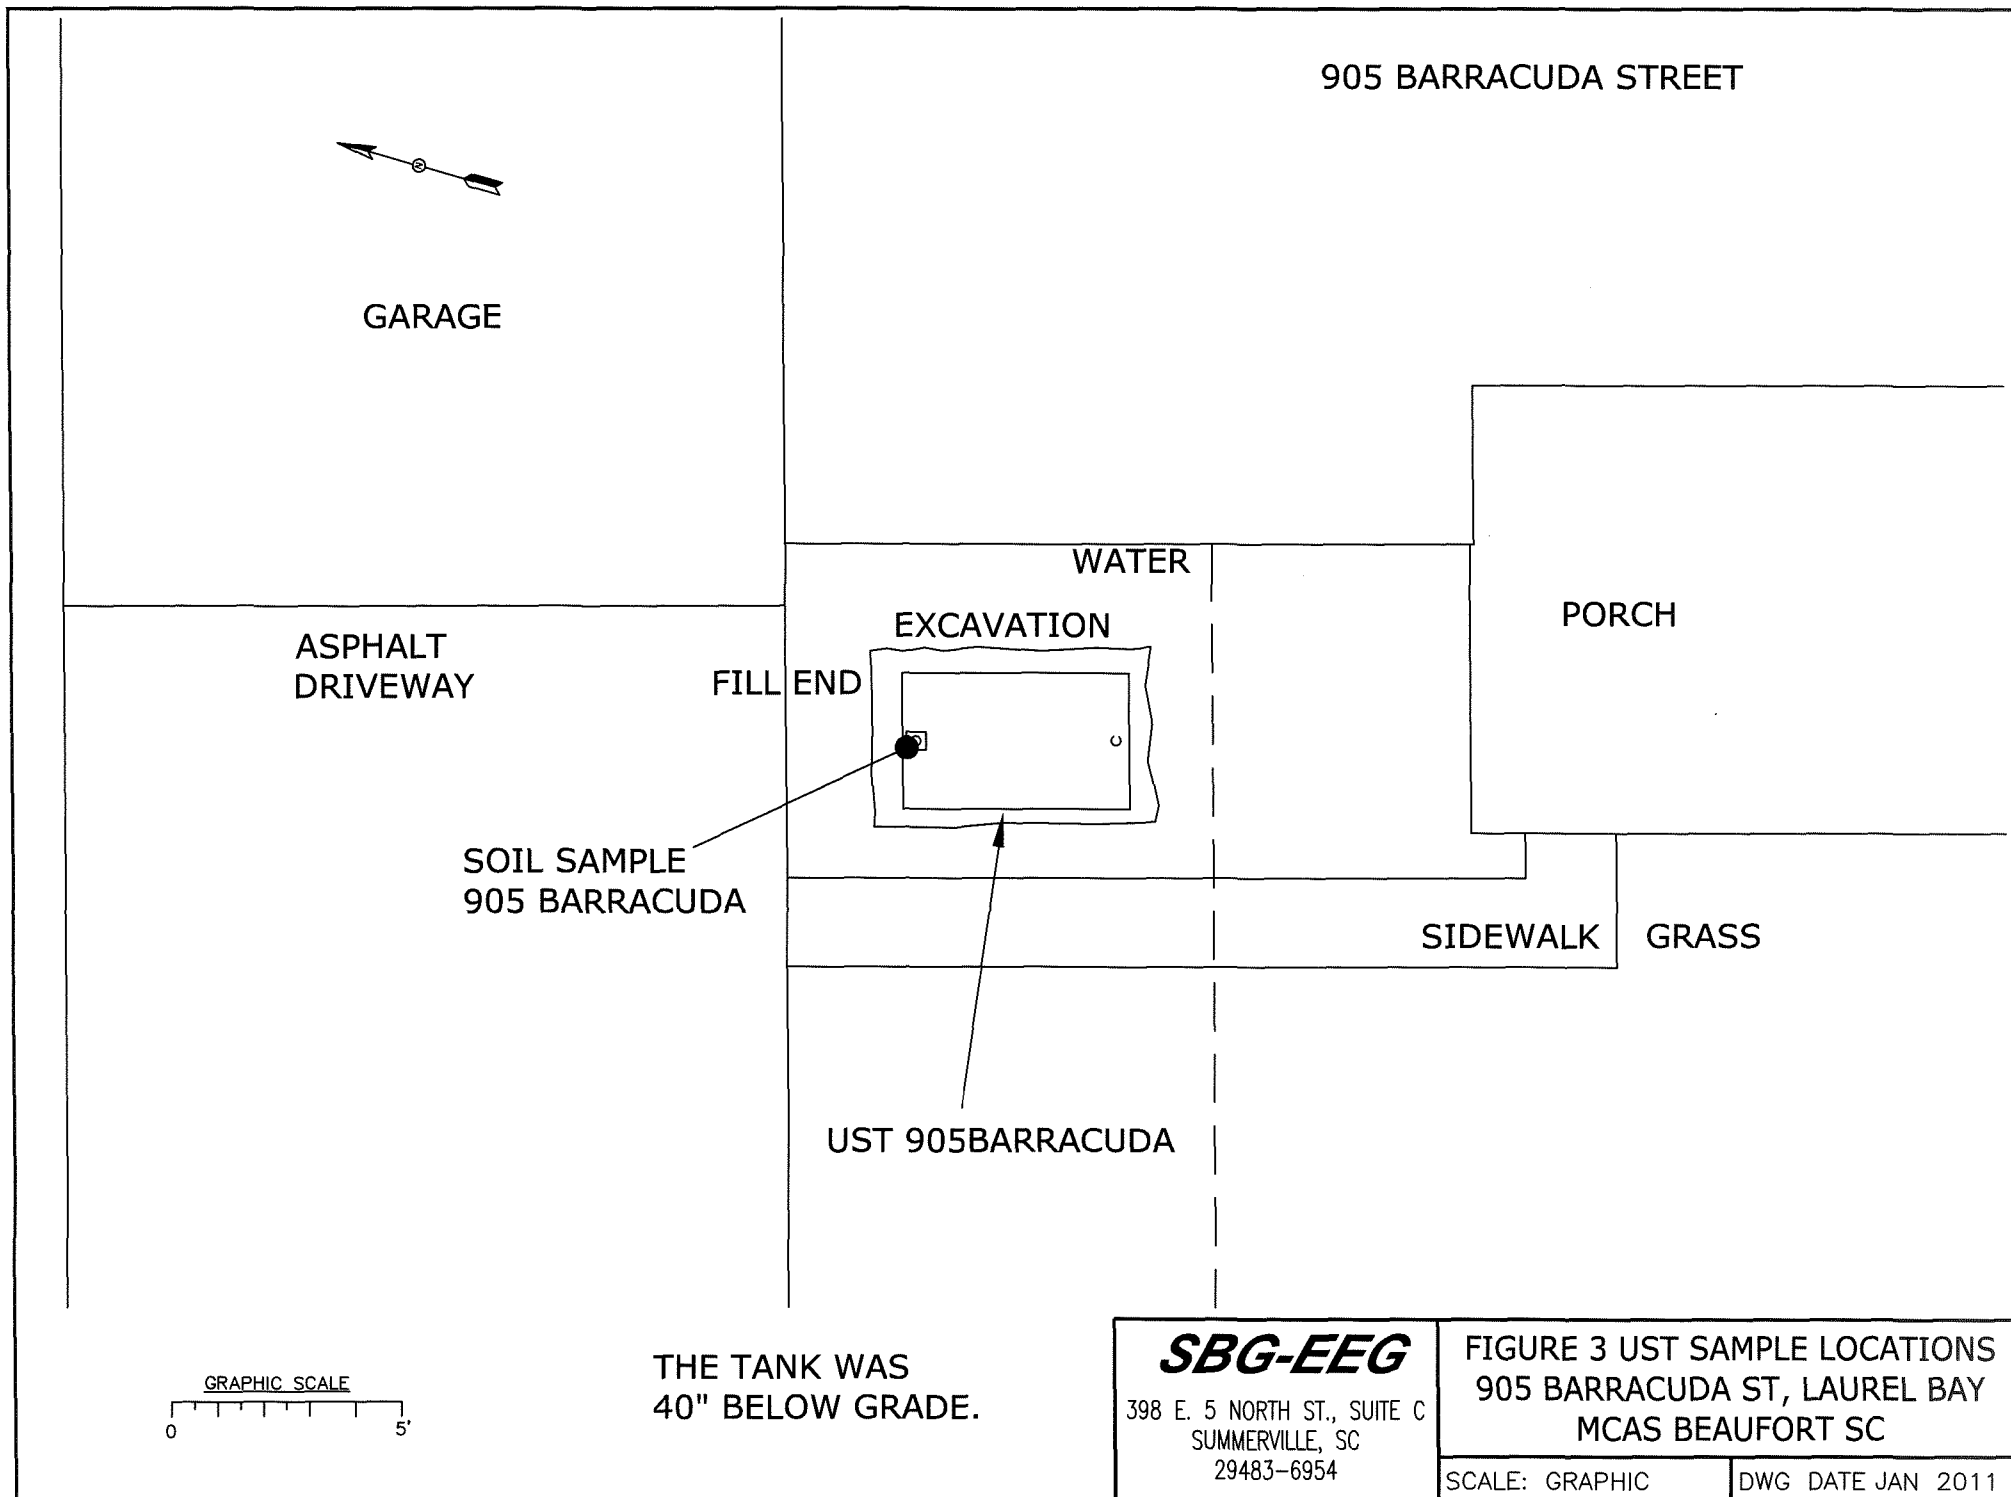 905 BARRACUDA STREET
N
GARAGE
WATER
EXCAVATION
PORCH
ASPHALT
DRIVEWAY
FILL END
C
SOIL SAMPLE
905 BARRACUDA
SIDEWALK
GRASS
UST 905BARRACUDA
GRAPHIC SCALE
0
5'
THE TANK WAS
40" BELOW GRADE.
SBG-EEG
398 E. 5 NORTH ST., SUITE C
SUMMERVILLE, SC
29483-6954
FIGURE 3 UST SAMPLE LOCATIONS
905 BARRACUDA ST, LAUREL BAY
MCAS BEAUFORT SC
SCALE: GRAPHIC
DWG DATE JAN 2011